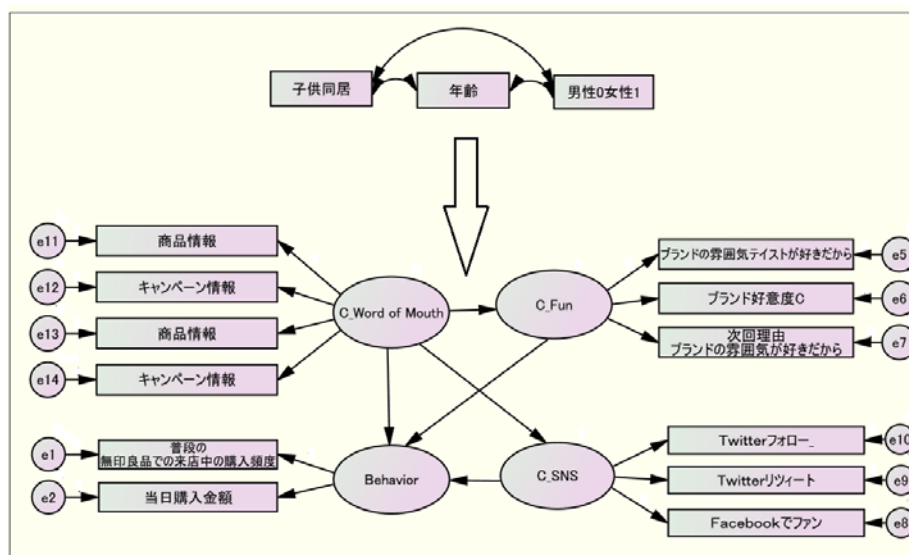 子供同居
年齢
男性0女性1
e11
商品情報
e12
キャンペーン情報
e13
商品情報
e14
キャンペーン情報
C_Word of Mouth
C_Fun
ブランドの雰囲気テイストが好きだから
e5
ブランド好意度C
e6
次回理由
ブランドの雰囲気が好きだから
e7
e1
普段の
無印良品での来店中の購入頻度
e2
当日購入金額
Behavior
C_SNS
Twitterフォロー_
e10
Twitterリツィート
e9
Facebookでファン
e8